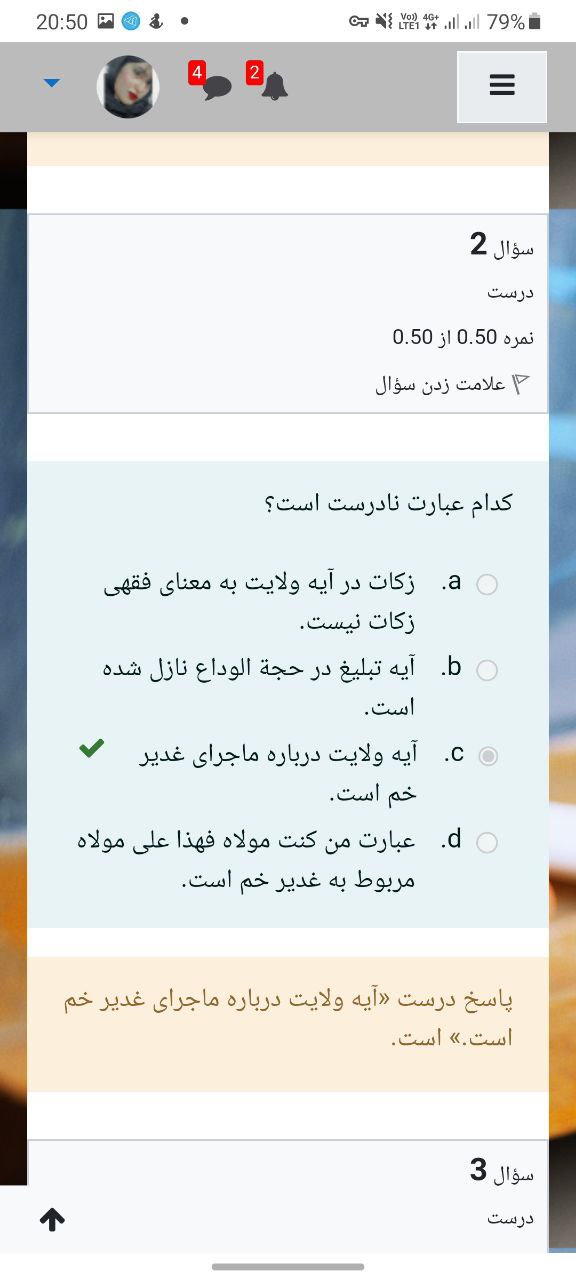 20:50
Vo)) LTE1 4G+ 79%
4 2
سؤال 2
درست
نمره 0.50 از 0.50
علامت زدن سؤال
کدام عبارت نادرست است؟
a. زکات در آیه ولایت به معنای فقهی
زکات نیست.
b. آیه تبلیغ در حجة الوداع نازل شده
است.
c. آیه ولایت درباره ماجرای غدیر
خم است.
d. عبارت من کنت مولاه فهذا علی مولاه
مربوط به غدیر خم است.
پاسخ درست «آیه ولایت درباره ماجرای غدیر خم
است.» است.
سؤال 3
درست